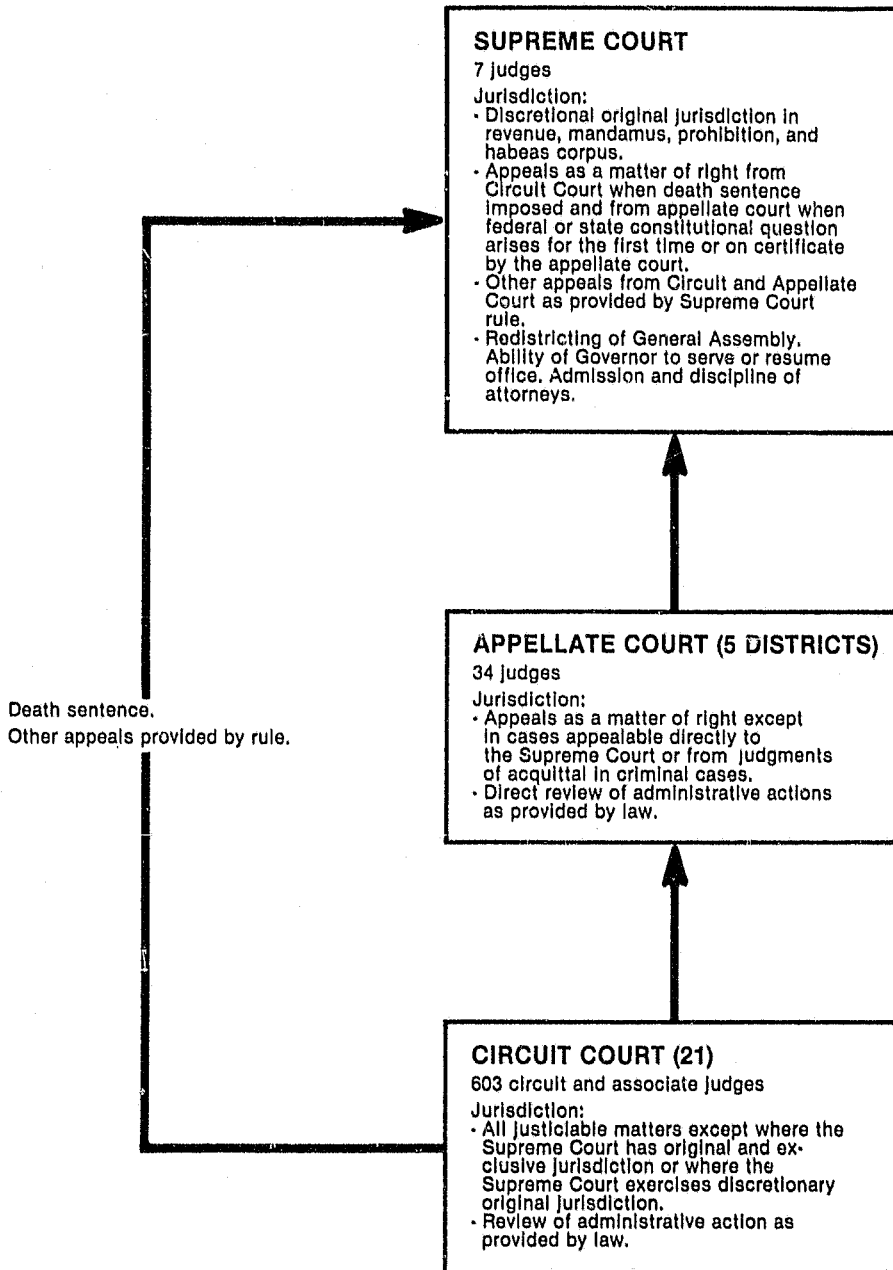 SUPREME COURT
7 judges
Jurisdiction:
· Discretional original jurisdiction in
revenue, mandamus, prohibition, and
habeas corpus.
· Appeals as a matter of right from
Circuit Court when death sentence
imposed and from appellate court when
federal or state constitutional question
arises for the first time or on certificate
by the appellate court.
· Other appeals from Circuit and Appellate
Court as provided by Supreme Court
rule.
· Redistricting of General Assembly.
Ability of Governor to serve or resume
office. Admission and discipline of
attorneys.
APPELLATE COURT (5 DISTRICTS)
34 judges
Jurisdiction:
· Appeals as a matter of right except
in cases appealable directly to
the Supreme Court or from judgments
of acquittal in criminal cases.
· Direct review of administrative actions
as provided by law.
Death sentence.
Other appeals provided by rule.
CIRCUIT COURT (21)
603 circuit and associate judges
Jurisdiction:
· All justiciable matters except where the
Supreme Court has original and ex-
clusive jurisdiction or where the
Supreme Court exercises discretionary
original jurisdiction.
· Review of administrative action as
provided by law.